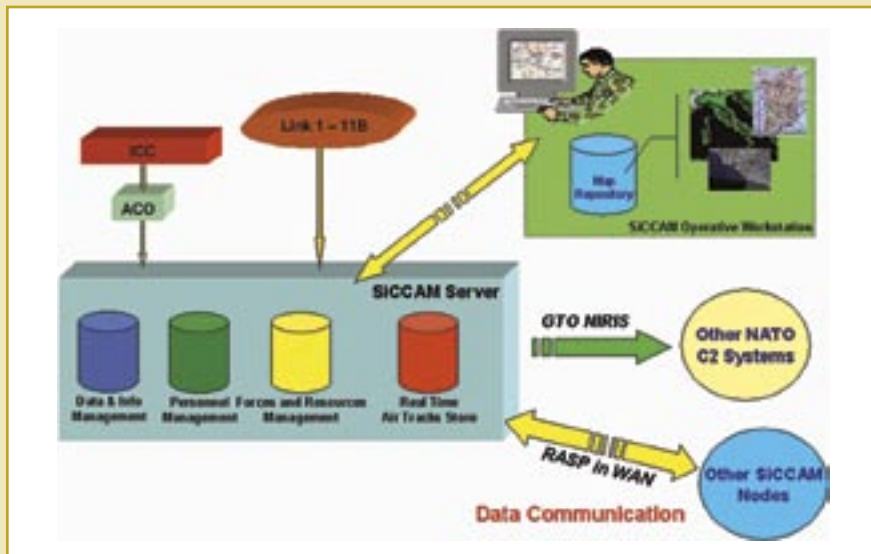 ICC
Link 1 - 11B
ACO
Map
Repository
SiCCAM Operative Workstation
SiCCAM Server
Data & Info
Management
Personnel
Management
Forces and Resources
Management
Real Time
Air Tracks Store
GTO NIRIS
Other NATO
C2 Systems
RASP in WAN
Other SiCCAM
Nodes
Data Communication